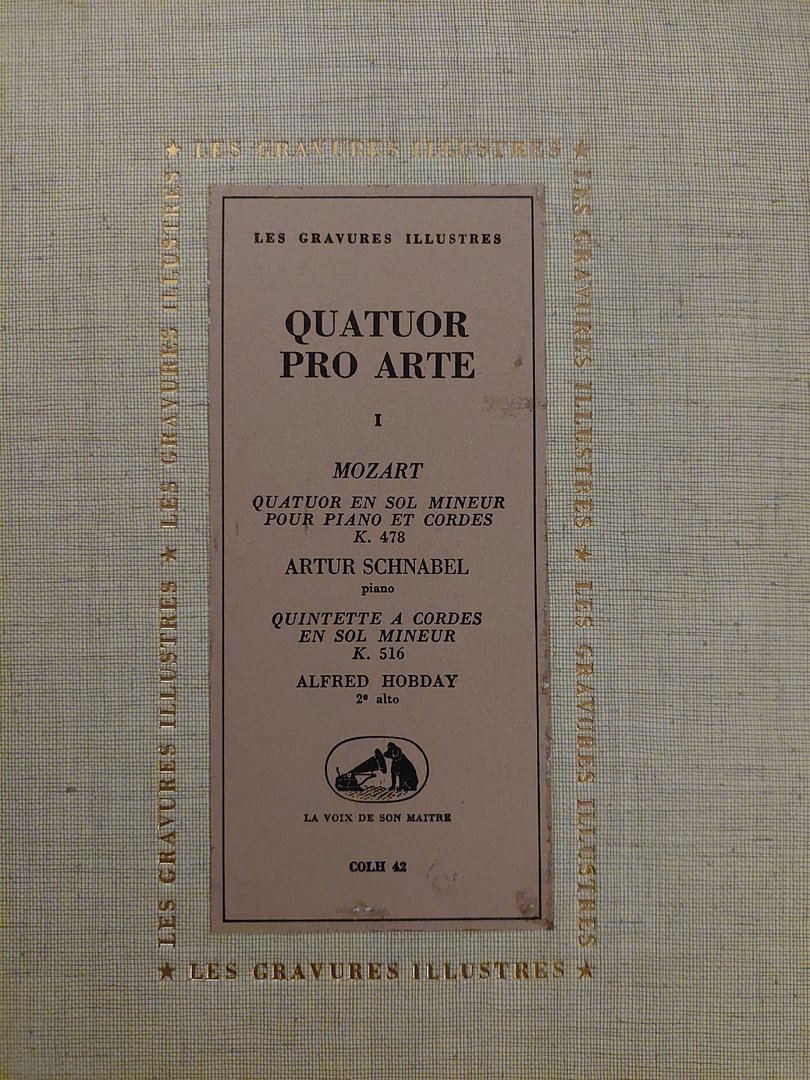 ★ LES GRAVURES ILLUSTRES ★
LES GRAVURES ILLUSTRES ★ LES GRAVURES ILLUSTRES
LES GRAVURES ILLUSTRES ★ LES GRAVURES ILLUSTRES
LES GRAVURES ILLUSTRES
QUATUOR
PRO ARTE
I
MOZART
QUATUOR EN SOL MINEUR
POUR PIANO ET CORDES
K. 478
ARTUR SCHNABEL
piano
QUINTETTE A CORDES
EN SOL MINEUR
K. 516
ALFRED HOBDAY
2e alto
LA VOIX DE SON MAITRE
COLH 42
★ LES GRAVURES ILLUSTRES ★